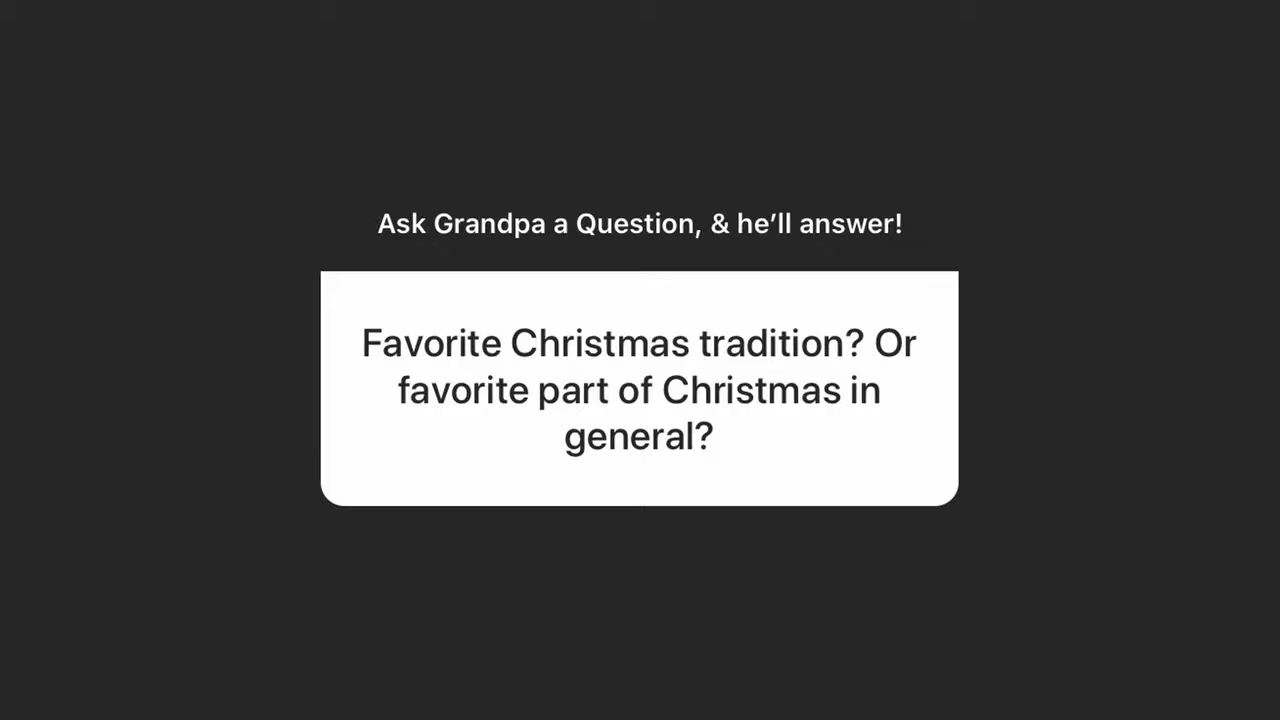 Ask Grandpa a Question, & he’ll answer!
Favorite Christmas tradition? Or
favorite part of Christmas in
general?